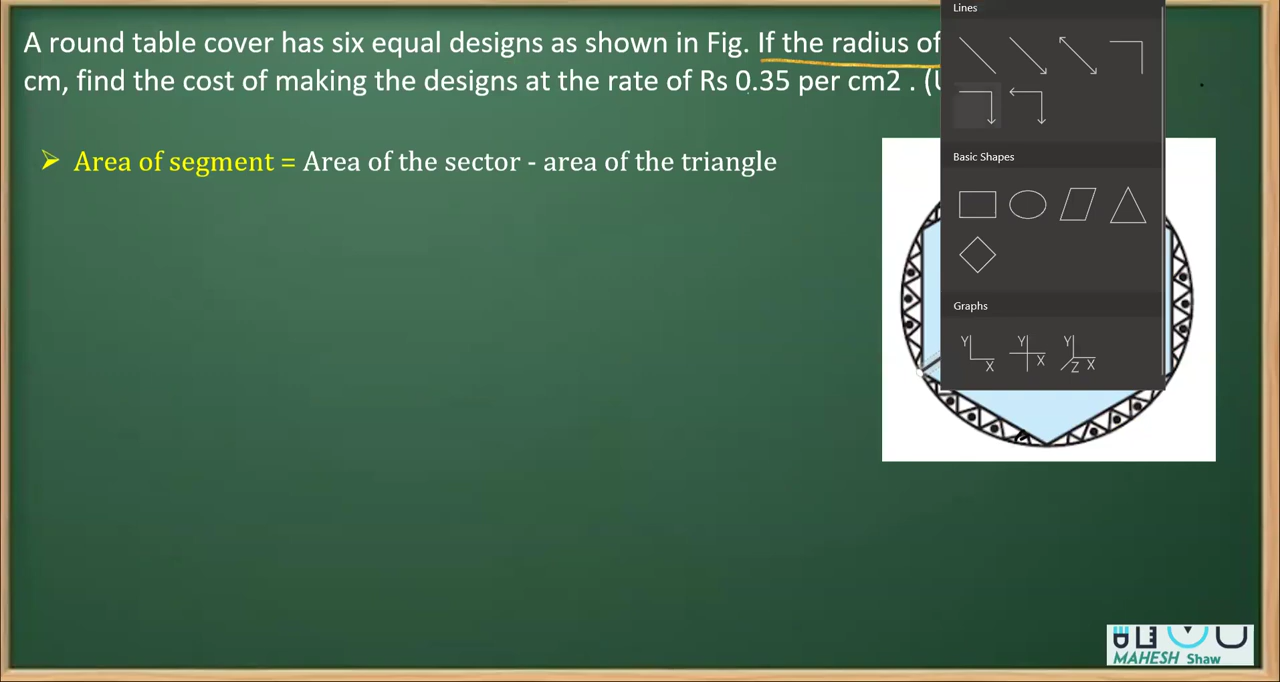 A round table cover has six equal designs as shown in Fig. If the radius of
cm, find the cost of making the designs at the rate of Rs 0.35 per cm2 . (
Area of segment = Area of the sector - area of the triangle
Lines
Basic Shapes
Graphs
Y X
Y X
Y Z X
MAHESH Shaw